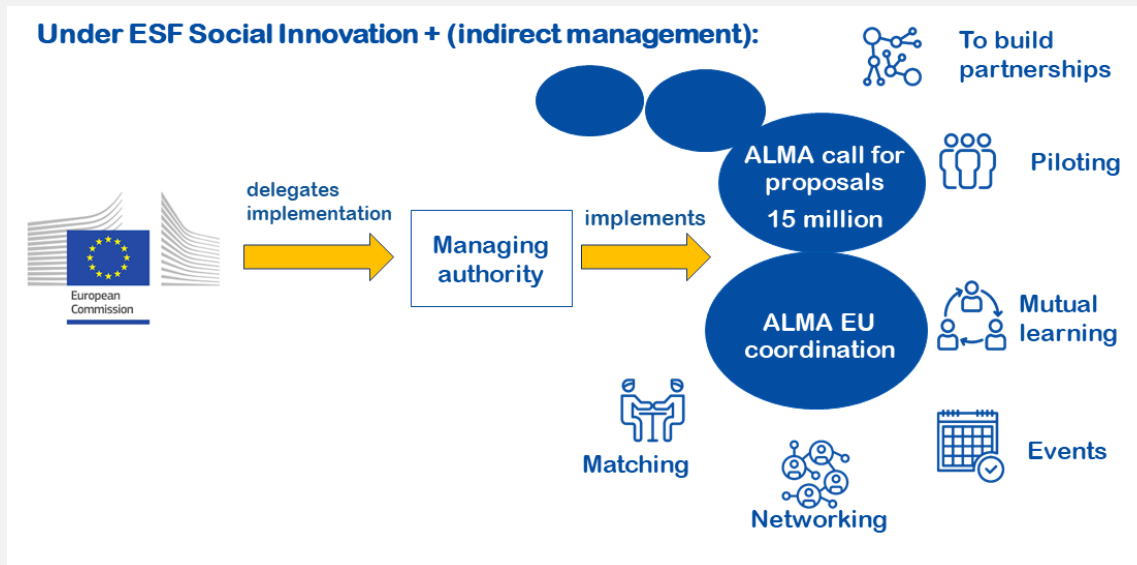 Under ESF Social Innovation + (indirect management):
To build
partnerships
ALMA call for
proposals
15 million
Piloting
delegates
implementation
implements
Managing
authority
European
Commission
ALMA EU
coordination
Mutual
learning
Matching
Networking
Events